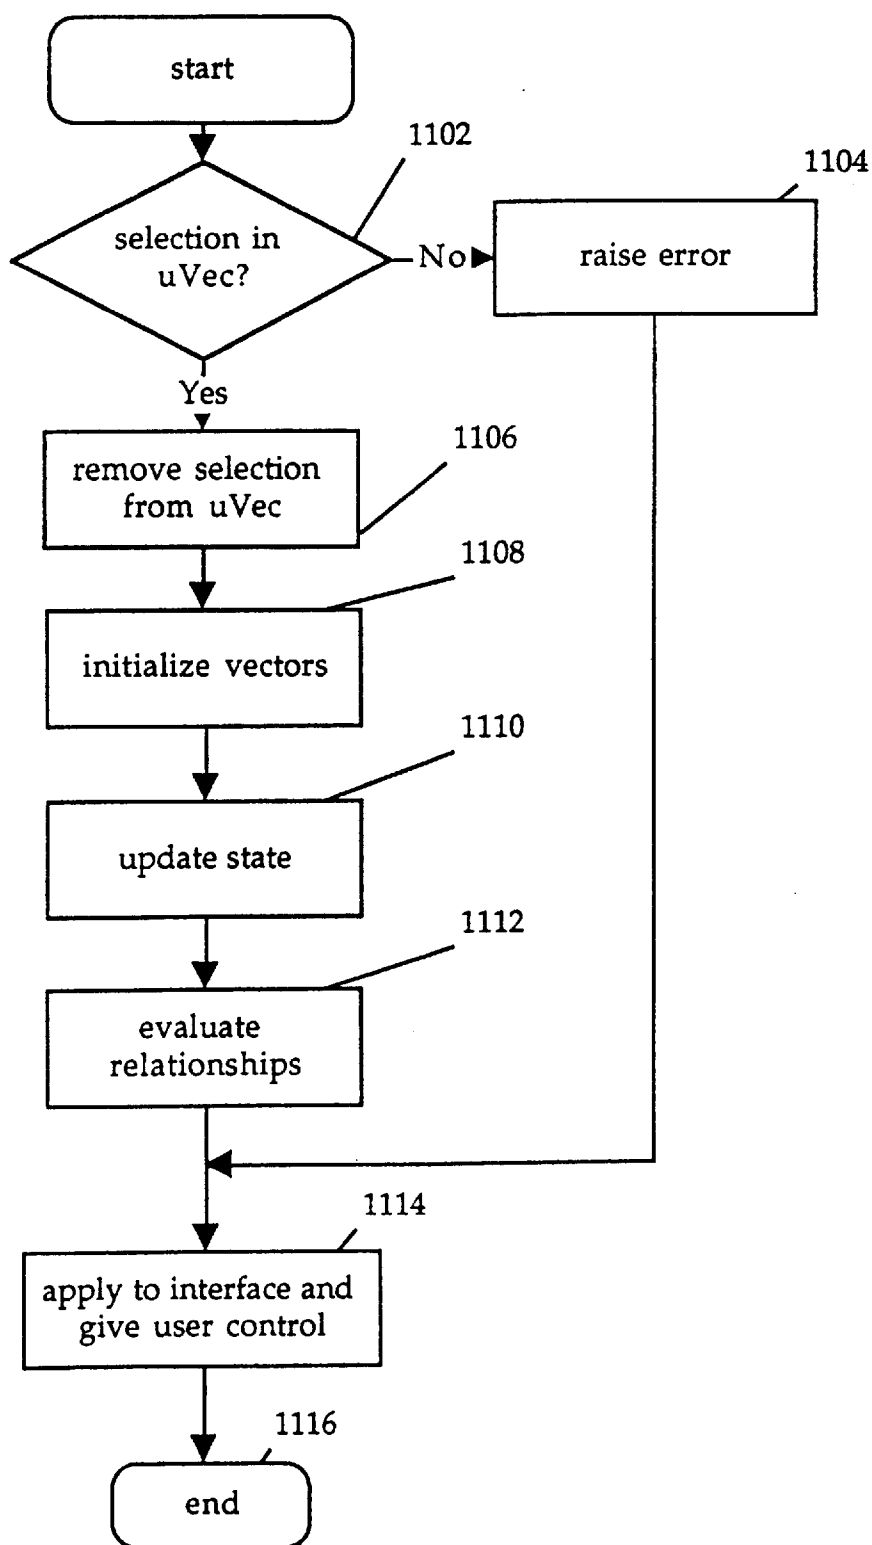 start
1102
1104
selection in
uVec?
No
raise error
Yes
1106
remove selection
from uVec
1108
initialize vectors
1110
update state
1112
evaluate
relationships
1114
apply to interface and
give user control
1116
end